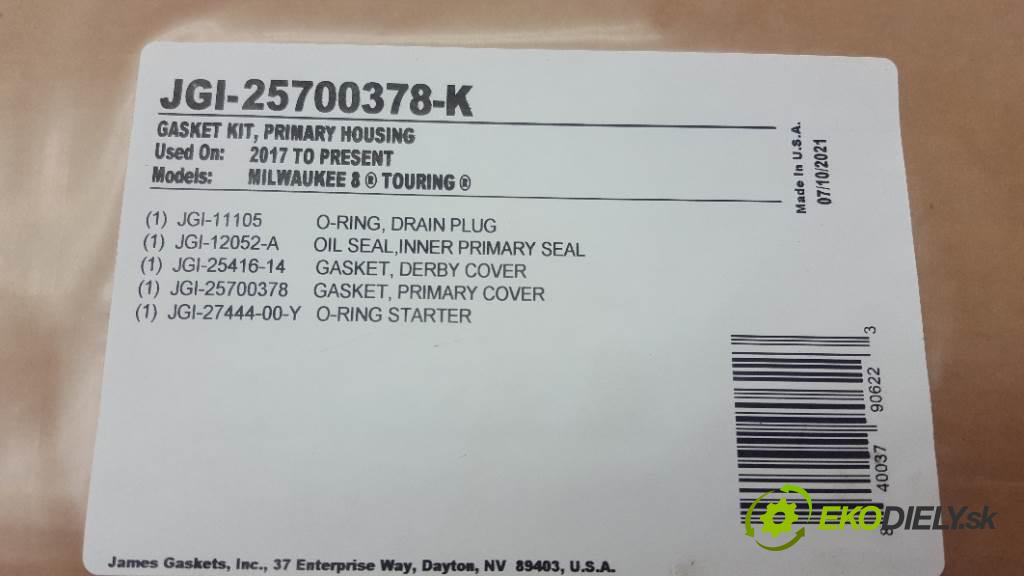 JGI-25700378-K
GASKET KIT, PRIMARY HOUSING
Used On: 2017 TO PRESENT
Models: MILWAUKEE 8 ® TOURING ®
Made In U.S.A.
07/10/2021
(1) JGI-11105 O-RING, DRAIN PLUG
(1) JGI-12052-A OIL SEAL,INNER PRIMARY SEAL
(1) JGI-25416-14 GASKET, DERBY COVER
(1) JGI-25700378 GASKET, PRIMARY COVER
(1) JGI-27444-00-Y O-RING STARTER
8 40037 90622 3
EKODIELY.sk
James Gaskets, Inc., 37 Enterprise Way, Dayton, NV 89403, U.S.A.